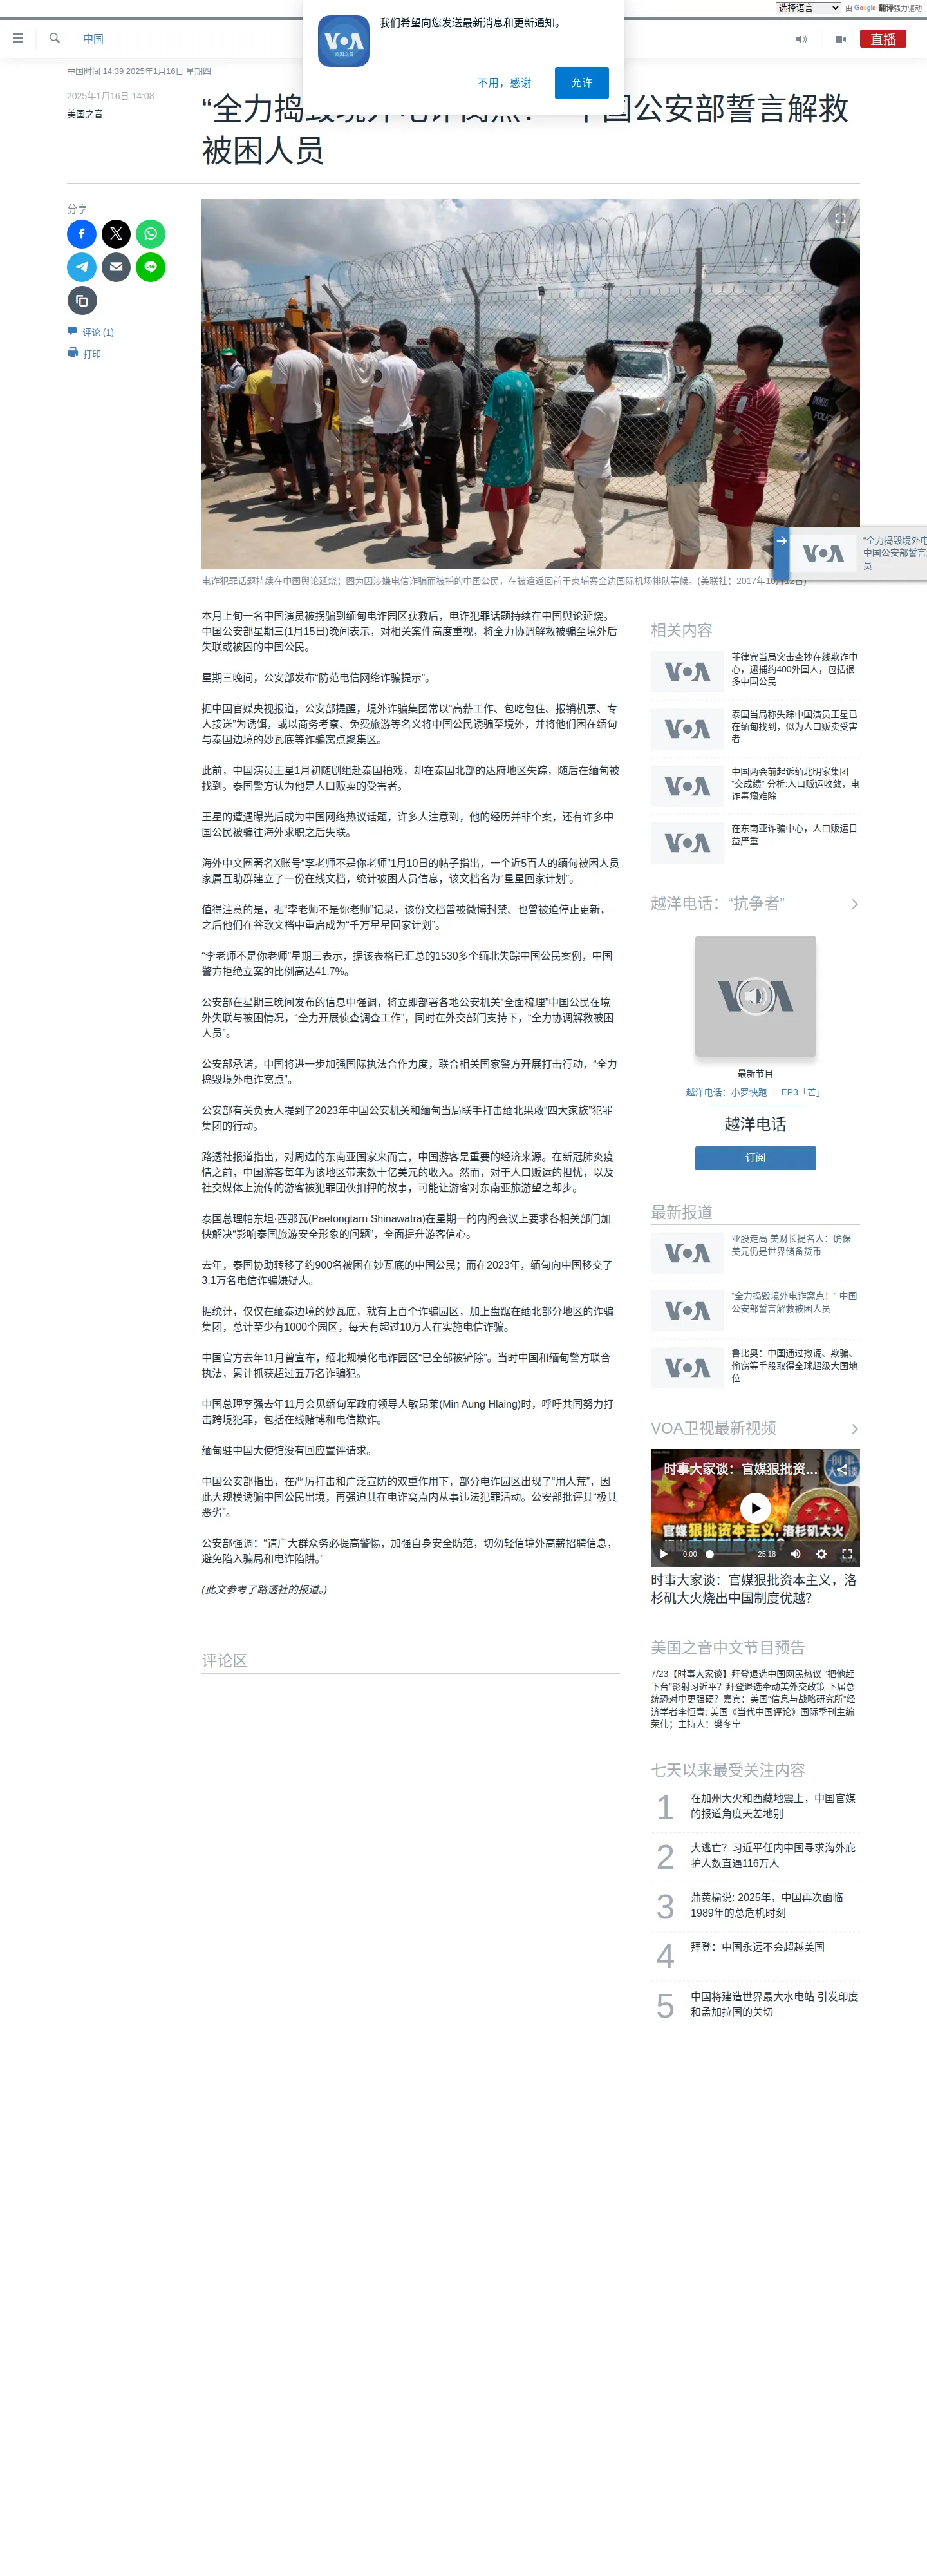 选择语言
由 Google 翻译强力驱动
我们希望向您发送最新消息和更新通知。
VOA
美国之音
不用，感谢
允许
中国
直播
中国时间 14:39 2025年1月16日 星期四
2025年1月16日 14:08
美国之音
公安部誓言解救
被困人员
分享
评论 (1)
打印
POLICE
“全力捣毁境外电
中国公安部誓言
员
电诈犯罪话题持续在中国舆论延烧；图为因涉嫌电信诈骗而被捕的中国公民，在被遣返回前于柬埔寨金边国际机场排队等候。(美联社：2017年10月12日)
本月上旬一名中国演员被拐骗到缅甸电诈园区获救后，电诈犯罪话题持续在中国舆论延烧。
中国公安部星期三(1月15日)晚间表示，对相关案件高度重视，将全力协调解救被骗至境外后
失联或被困的中国公民。
星期三晚间，公安部发布“防范电信网络诈骗提示”。
据中国官媒央视报道，公安部提醒，境外诈骗集团常以“高薪工作、包吃包住、报销机票、专
人接送”为诱饵，或以商务考察、免费旅游等名义将中国公民诱骗至境外，并将他们困在缅甸
与泰国边境的妙瓦底等诈骗窝点聚集区。
此前，中国演员王星1月初随剧组赴泰国拍戏，却在泰国北部的达府地区失踪，随后在缅甸被
找到。泰国警方认为他是人口贩卖的受害者。
王星的遭遇曝光后成为中国网络热议话题，许多人注意到，他的经历并非个案，还有许多中
国公民被骗往海外求职之后失联。
海外中文圈著名X账号“李老师不是你老师”1月10日的帖子指出，一个近5百人的缅甸被困人员
家属互助群建立了一份在线文档，统计被困人员信息，该文档名为“星星回家计划”。
值得注意的是，据“李老师不是你老师”记录，该份文档曾被微博封禁、也曾被迫停止更新，
之后他们在谷歌文档中重启成为“千万星星回家计划”。
“李老师不是你老师”星期三表示，据该表格已汇总的1530多个缅北失踪中国公民案例，中国
警方拒绝立案的比例高达41.7%。
公安部在星期三晚间发布的信息中强调，将立即部署各地公安机关“全面梳理”中国公民在境
外失联与被困情况，“全力开展侦查调查工作”，同时在外交部门支持下，“全力协调解救被困
人员”。
公安部承诺，中国将进一步加强国际执法合作力度，联合相关国家警方开展打击行动，“全力
捣毁境外电诈窝点”。
公安部有关负责人提到了2023年中国公安机关和缅甸当局联手打击缅北果敢“四大家族”犯罪
集团的行动。
路透社报道指出，对周边的东南亚国家来而言，中国游客是重要的经济来源。在新冠肺炎疫
情之前，中国游客每年为该地区带来数十亿美元的收入。然而，对于人口贩运的担忧，以及
社交媒体上流传的游客被犯罪团伙扣押的故事，可能让游客对东南亚旅游望之却步。
泰国总理帕东坦·西那瓦(Paetongtarn Shinawatra)在星期一的内阁会议上要求各相关部门加
快解决“影响泰国旅游安全形象的问题”，全面提升游客信心。
去年，泰国协助转移了约900名被困在妙瓦底的中国公民；而在2023年，缅甸向中国移交了
3.1万名电信诈骗嫌疑人。
据统计，仅仅在缅泰边境的妙瓦底，就有上百个诈骗园区，加上盘踞在缅北部分地区的诈骗
集团，总计至少有1000个园区，每天有超过10万人在实施电信诈骗。
中国官方去年11月曾宣布，缅北规模化电诈园区“已全部被铲除”。当时中国和缅甸警方联合
执法，累计抓获超过五万名诈骗犯。
中国总理李强去年11月会见缅甸军政府领导人敏昂莱(Min Aung Hlaing)时，呼吁共同努力打
击跨境犯罪，包括在线赌博和电信欺诈。
缅甸驻中国大使馆没有回应置评请求。
中国公安部指出，在严厉打击和广泛宣防的双重作用下，部分电诈园区出现了“用人荒”，因
此大规模诱骗中国公民出境，再强迫其在电诈窝点内从事违法犯罪活动。公安部批评其“极其
恶劣”。
公安部强调：“请广大群众务必提高警惕，加强自身安全防范，切勿轻信境外高薪招聘信息，
避免陷入骗局和电诈陷阱。”
(此文参考了路透社的报道。)
评论区
相关内容
菲律宾当局突击查抄在线欺诈中
心，逮捕约400外国人，包括很
多中国公民
泰国当局称失踪中国演员王星已
在缅甸找到，似为人口贩卖受害
者
中国两会前起诉缅北明家集团
“交成绩” 分析:人口贩运收敛，电
诈毒瘤难除
在东南亚诈骗中心，人口贩运日
益严重
越洋电话：“抗争者”
最新节目
越洋电话：小罗快跑 ｜ EP3「芒」
越洋电话
订阅
最新报道
亚股走高 美财长提名人：确保
美元仍是世界储备货币
“全力捣毁境外电诈窝点！” 中国
公安部誓言解救被困人员
鲁比奥：中国通过撒谎、欺骗、
偷窃等手段取得全球超级大国地
位
VOA卫视最新视频
时事大家谈：官媒狠批资...
官媒狠批资本主义，洛杉矶大火
0:00
25:18
时事大家谈：官媒狠批资本主义，洛
杉矶大火烧出中国制度优越？
美国之音中文节目预告
7/23【时事大家谈】拜登退选中国网民热议 “把他赶
下台”影射习近平？拜登退选牵动美外交政策 下届总
统恐对中更强硬？嘉宾：美国“信息与战略研究所”经
济学者李恒青; 美国《当代中国评论》国际季刊主编
荣伟；主持人：樊冬宁
七天以来最受关注内容
1 在加州大火和西藏地震上，中国官媒
的报道角度天差地别
2 大逃亡？习近平任内中国寻求海外庇
护人数直逼116万人
3 蒲黄榆说: 2025年，中国再次面临
1989年的总危机时刻
4 拜登：中国永远不会超越美国
5 中国将建造世界最大水电站 引发印度
和孟加拉国的关切